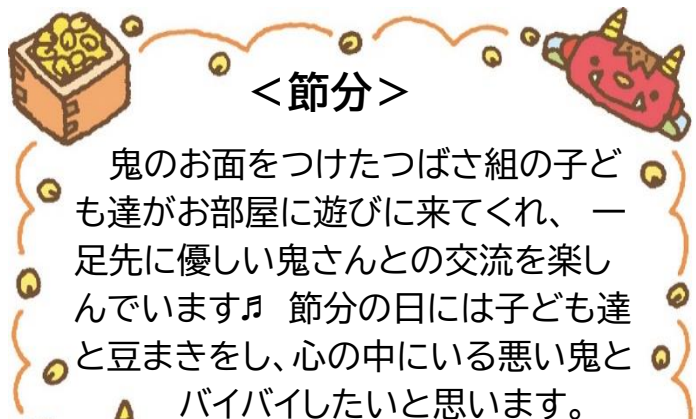 ＜節分＞
鬼のお面をつけたつばさ組の子ど
も達がお部屋に遊びに来てくれ、一
足先に優しい鬼さんとの交流を楽し
んでいます♬ 節分の日には子ども達
と豆まきをし、心の中にいる悪い鬼と
バイバイしたいと思います。